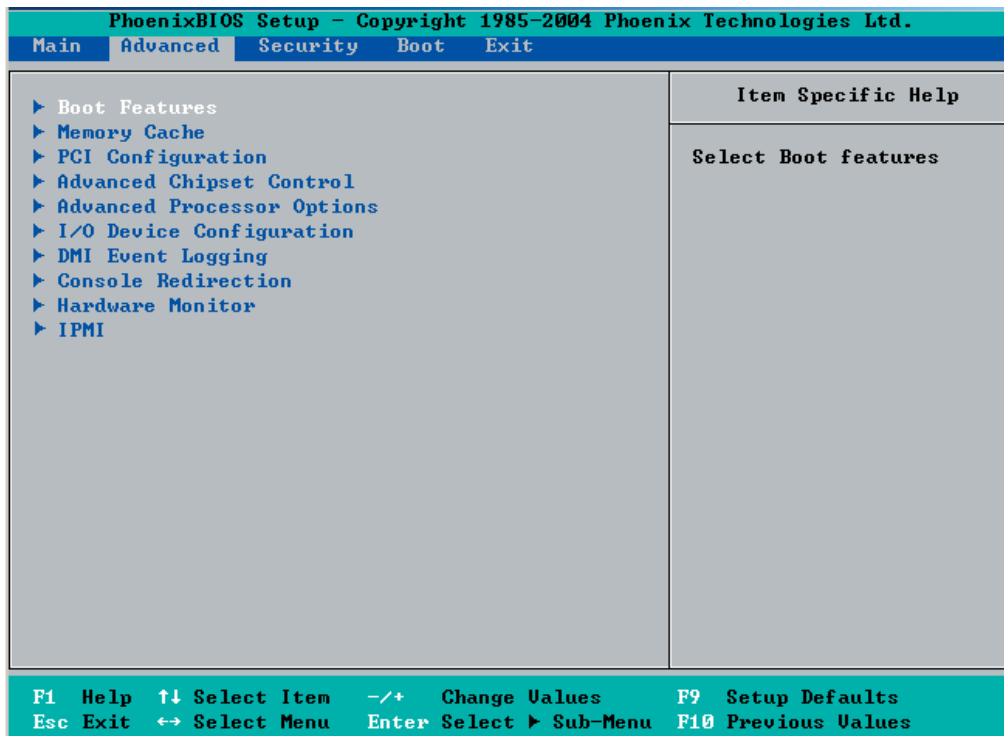 PhoenixBIOS Setup – Copyright 1985-2004 Phoenix Technologies Ltd.
Main Advanced Security Boot Exit
▶ Boot Features
▶ Memory Cache
▶ PCI Configuration
▶ Advanced Chipset Control
▶ Advanced Processor Options
▶ I/O Device Configuration
▶ DMI Event Logging
▶ Console Redirection
▶ Hardware Monitor
▶ IPMI
Item Specific Help
Select Boot features
F1 Help ↑↓ Select Item -/+ Change Values F9 Setup Defaults
Esc Exit ↔ Select Menu Enter Select ▶ Sub-Menu F10 Previous Values